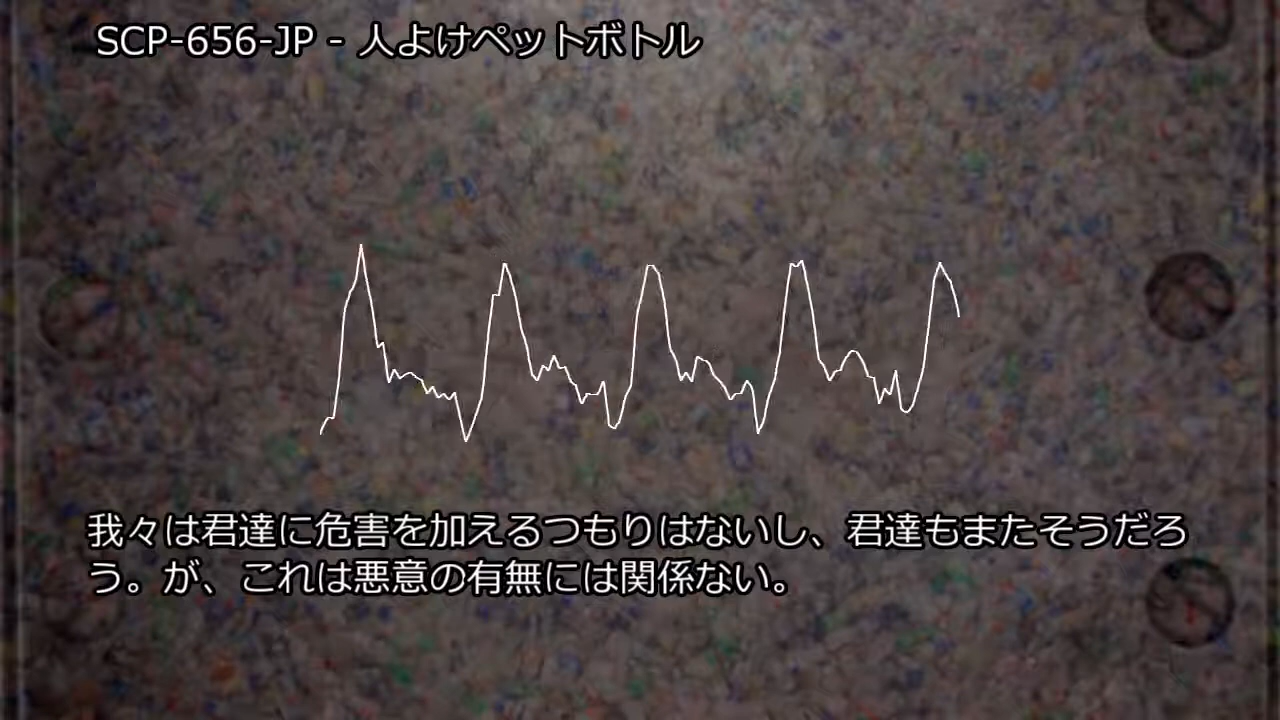 SCP-656-JP - 人よけペットボトル
我々は君達に危害を加えるつもりはないし、君達もまたそうだろ
う。が、これは悪意の有無には関係ない。